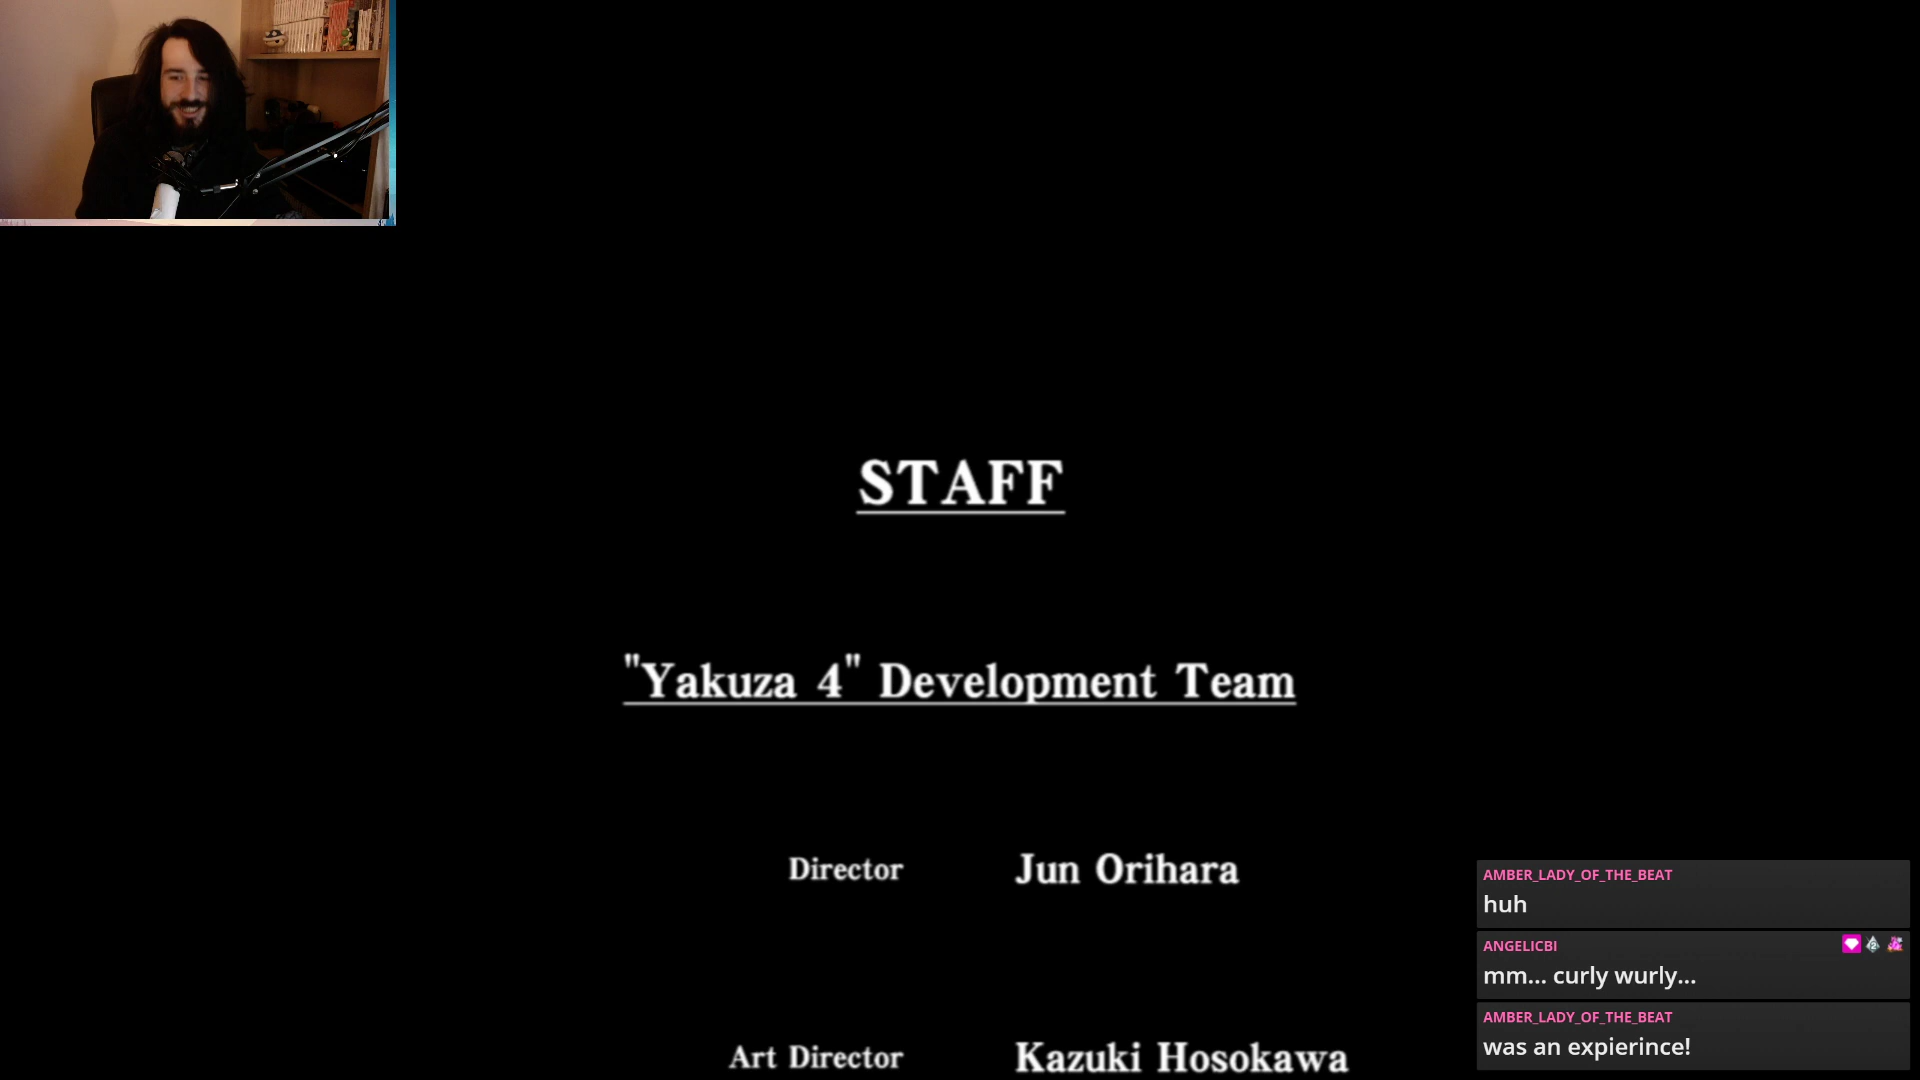 STAFF
"Yakuza 4" Development Team
Director Jun Orihara
Art Director Kazuki Hosokawa
AMBER_LADY_OF_THE_BEAT
huh
ANGELICBI
mm... curly wurly...
AMBER_LADY_OF_THE_BEAT
was an expierince!